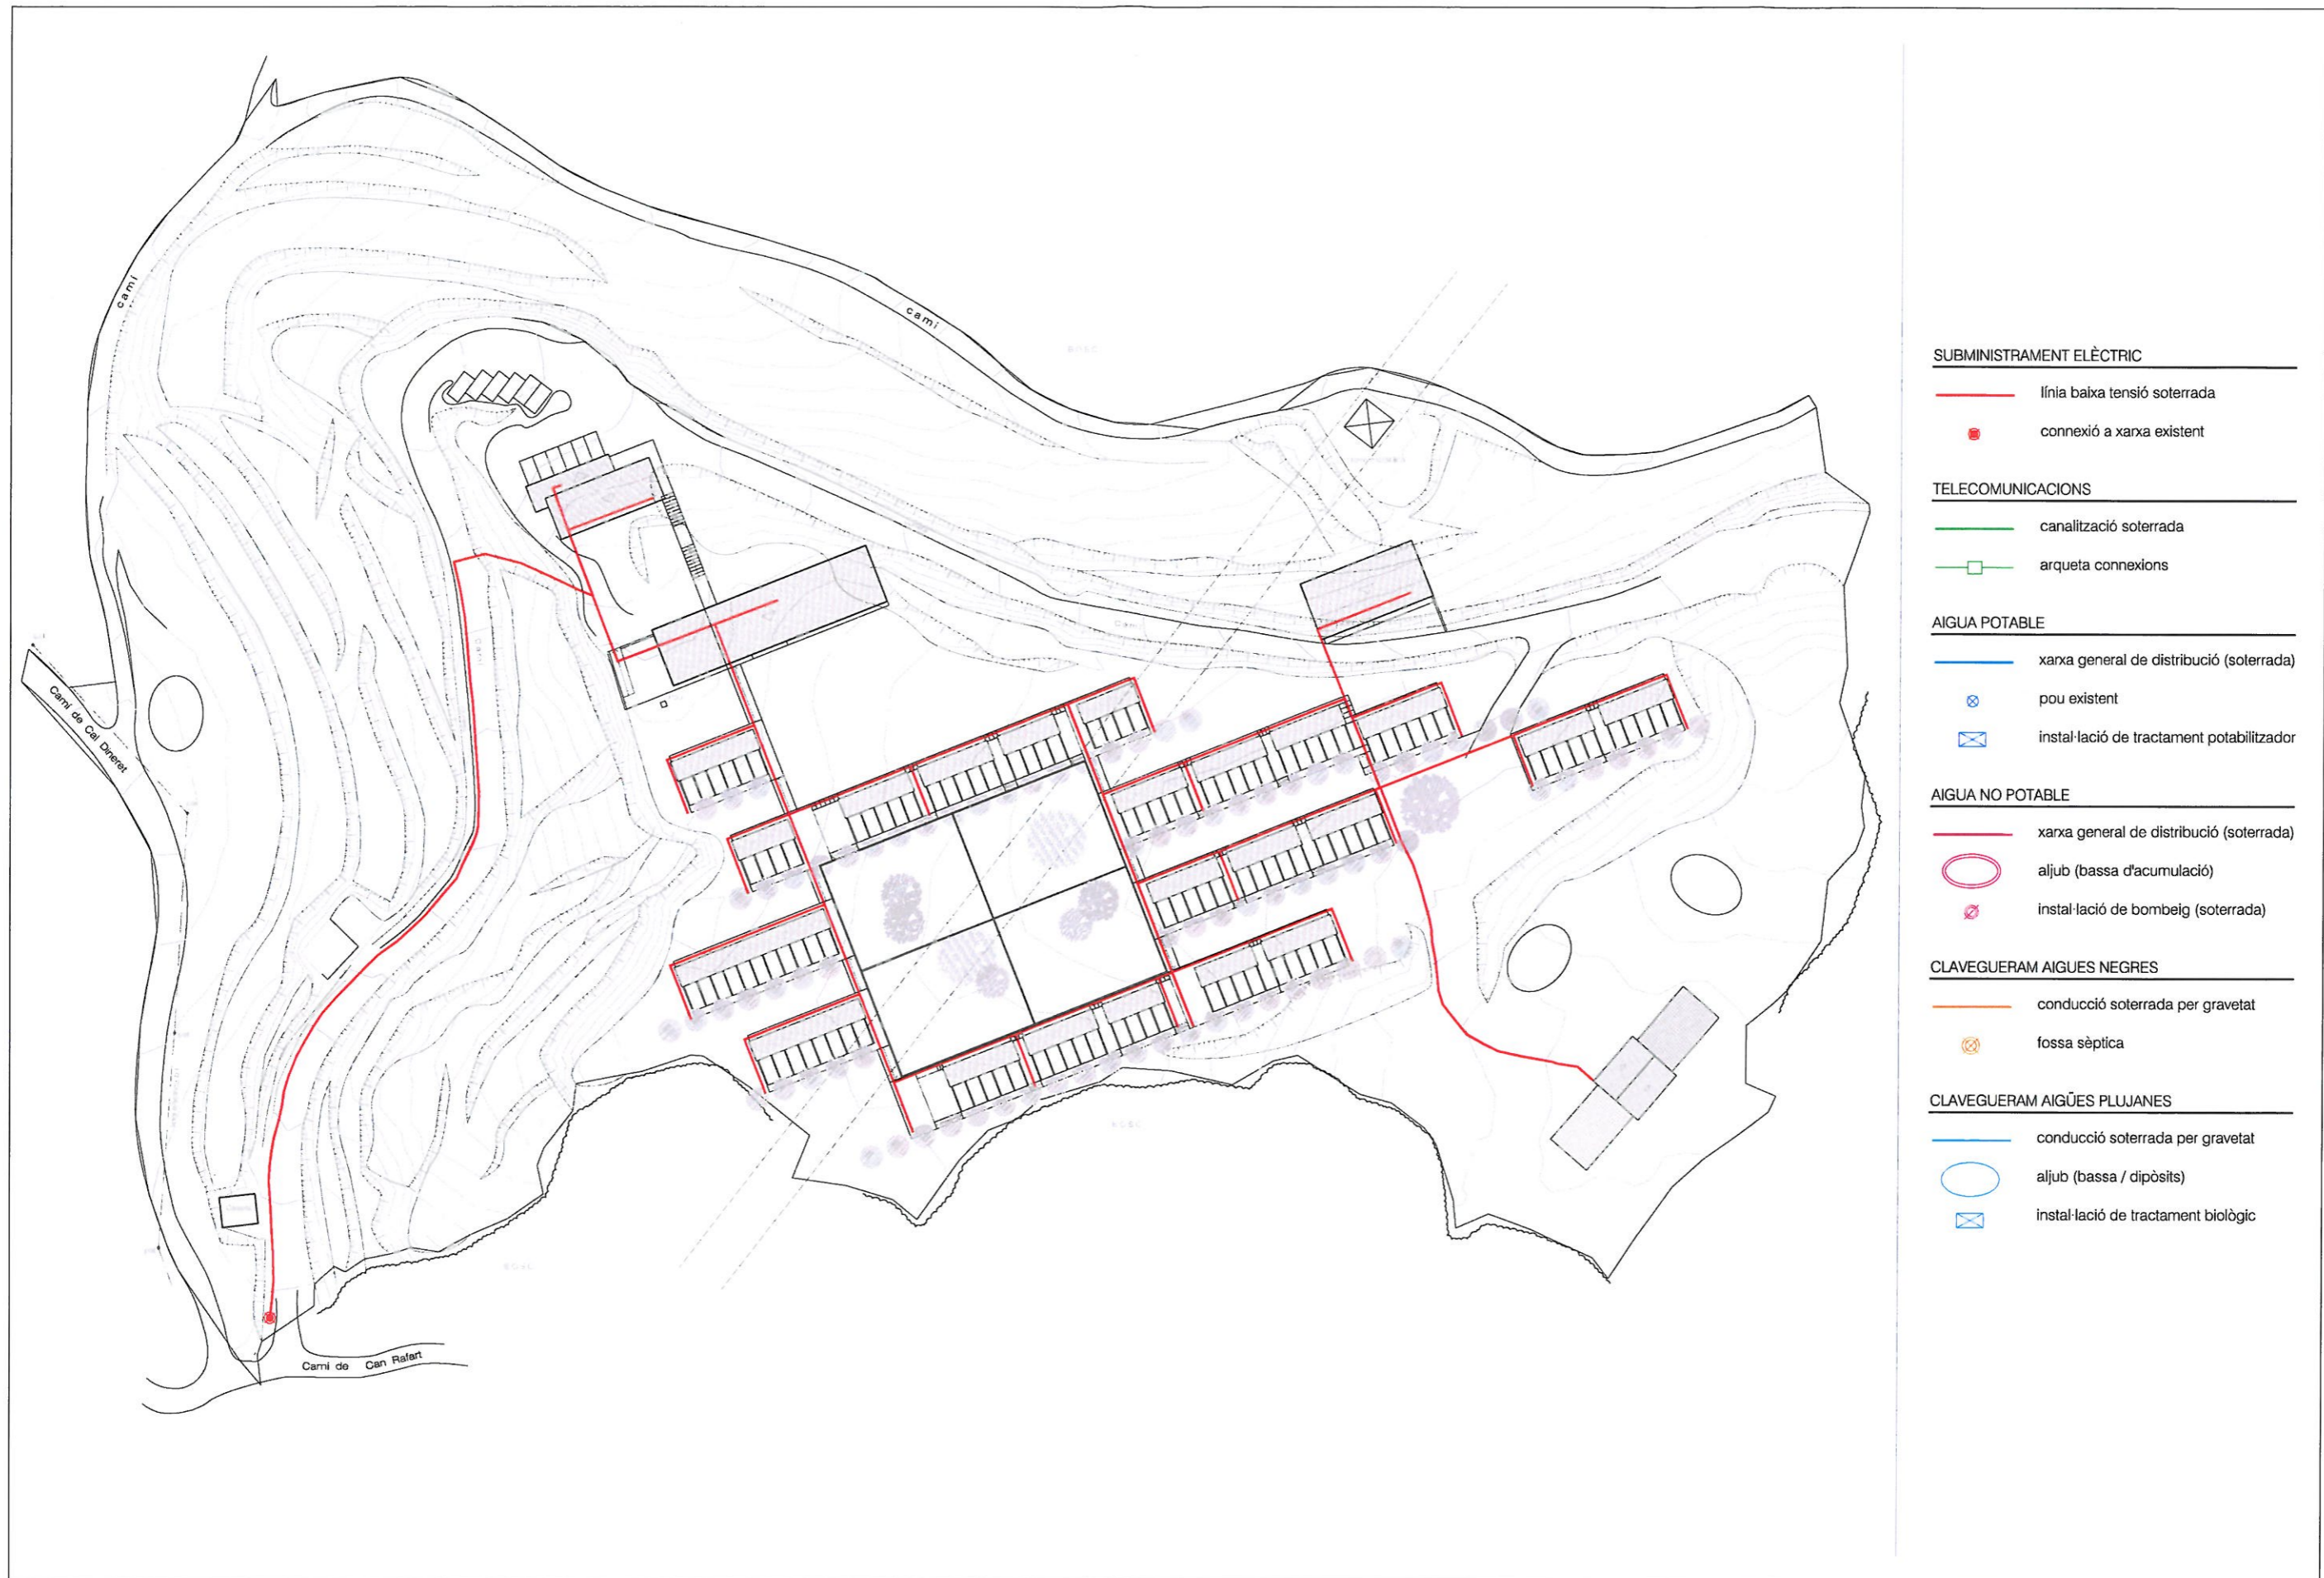 camí
camí
Camí de Cal Dineret
Camí de Can Rafart
SUBMINISTRAMENT ELÈCTRIC
línia baixa tensió soterrada
connexió a xarxa existent
TELECOMUNICACIONS
canalització soterrada
arqueta connexions
AIGUA POTABLE
xarxa general de distribució (soterrada)
pou existent
instal·lació de tractament potabilitzador
AIGUA NO POTABLE
xarxa general de distribució (soterrada)
aljub (bassa d'acumulació)
instal·lació de bombeig (soterrada)
CLAVEGUERAM AIGUES NEGRES
conducció soterrada per gravetat
fossa sèptica
CLAVEGUERAM AIGÜES PLUJANES
conducció soterrada per gravetat
aljub (bassa / dipòsits)
instal·lació de tractament biològic